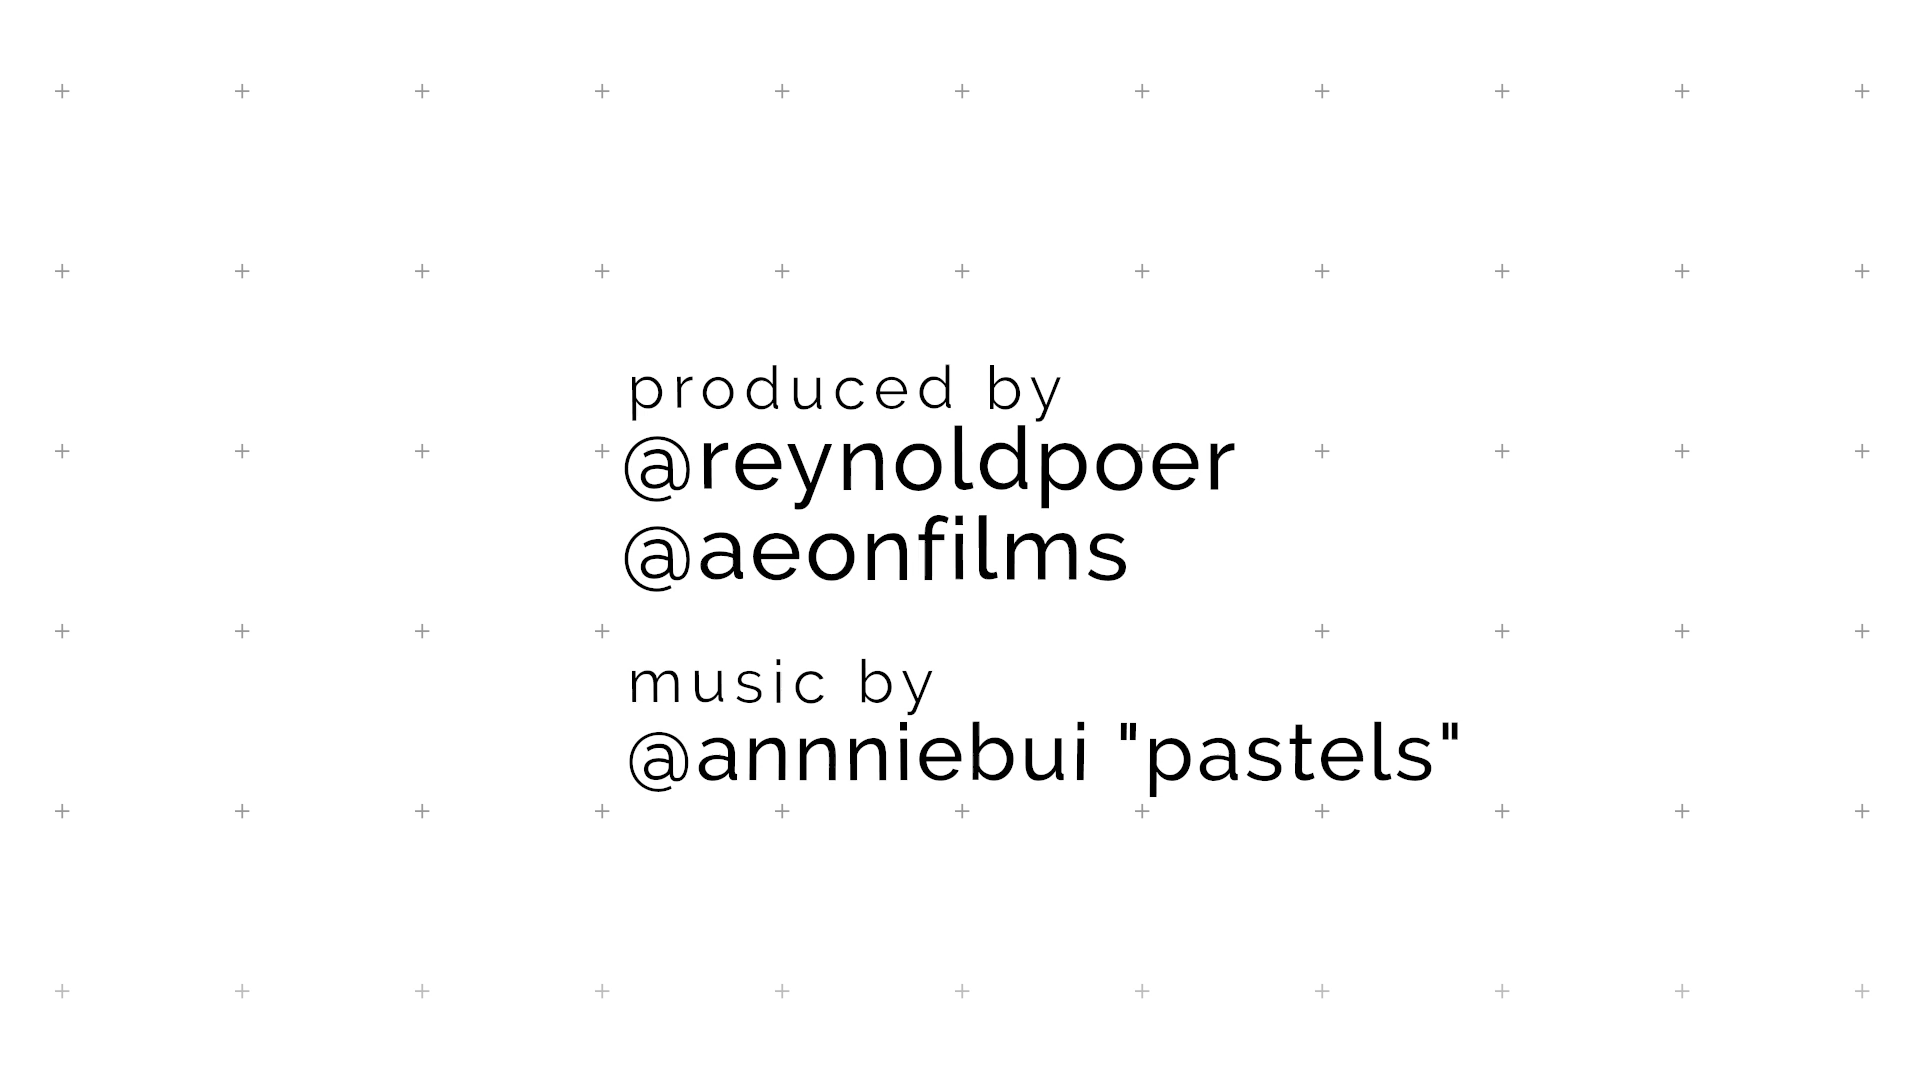 produced by
@reynoldpoer
@aeonfilms
music by
@annniebui "pastels"